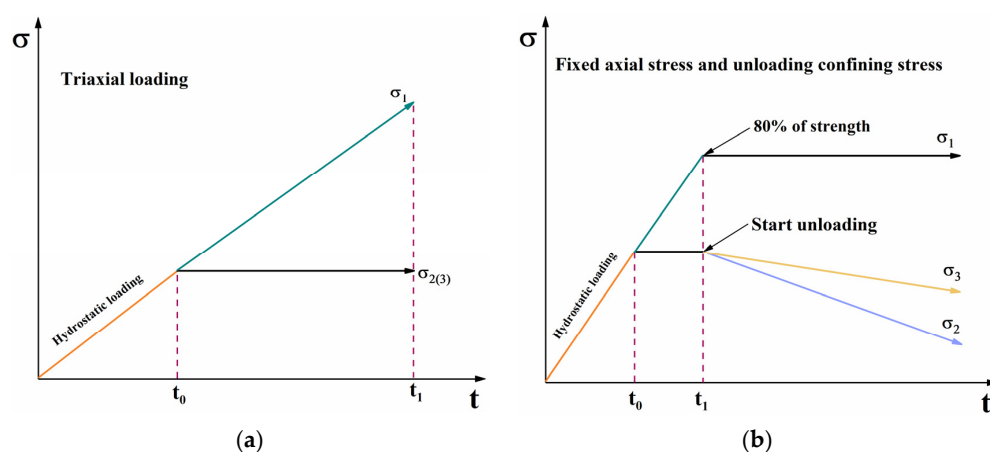 σ
Triaxial loading
σ1
Hydrostatic loading
σ2(3)
t0
t1
t
(a)
σ
Fixed axial stress and unloading confining stress
80% of strength
σ1
Start unloading
Hydrostatic loading
σ3
σ2
t0
t1
t
(b)